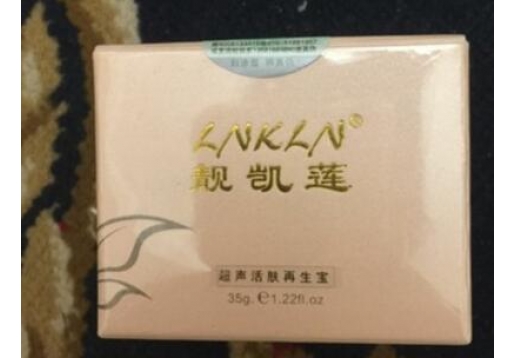 LNKLN®
靓凯莲
超声活肤再生宝
35g. ℮1.22fl.oz